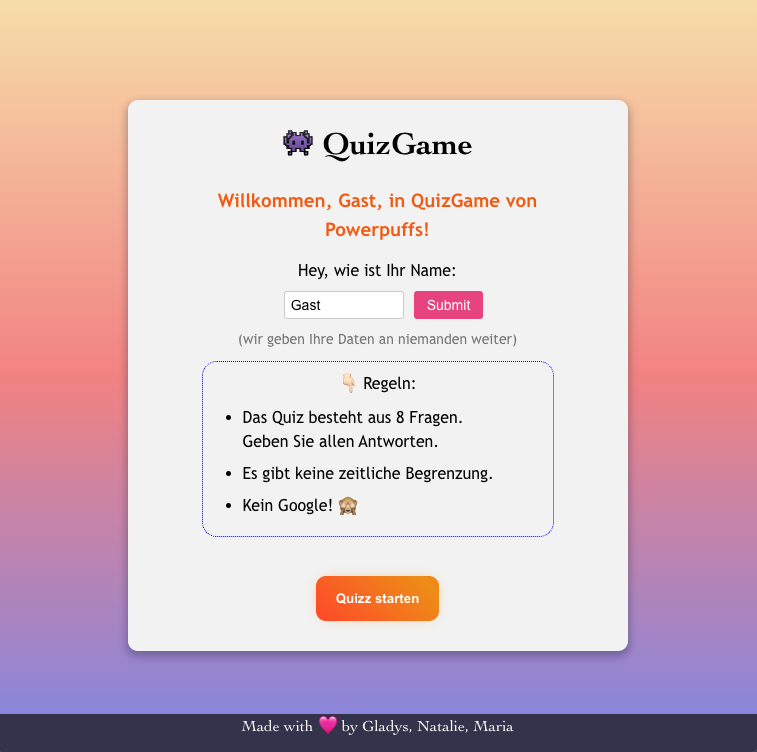 👾 QuizGame
Willkommen, Gast, in QuizGame von
Powerpuffs!
Hey, wie ist Ihr Name:
Gast Submit
(wir geben Ihre Daten an niemanden weiter)
👇🏻 Regeln:
• Das Quiz besteht aus 8 Fragen.
Geben Sie allen Antworten.
• Es gibt keine zeitliche Begrenzung.
• Kein Google! 🙈
Quizz starten
Made with 💗 by Gladys, Natalie, Maria